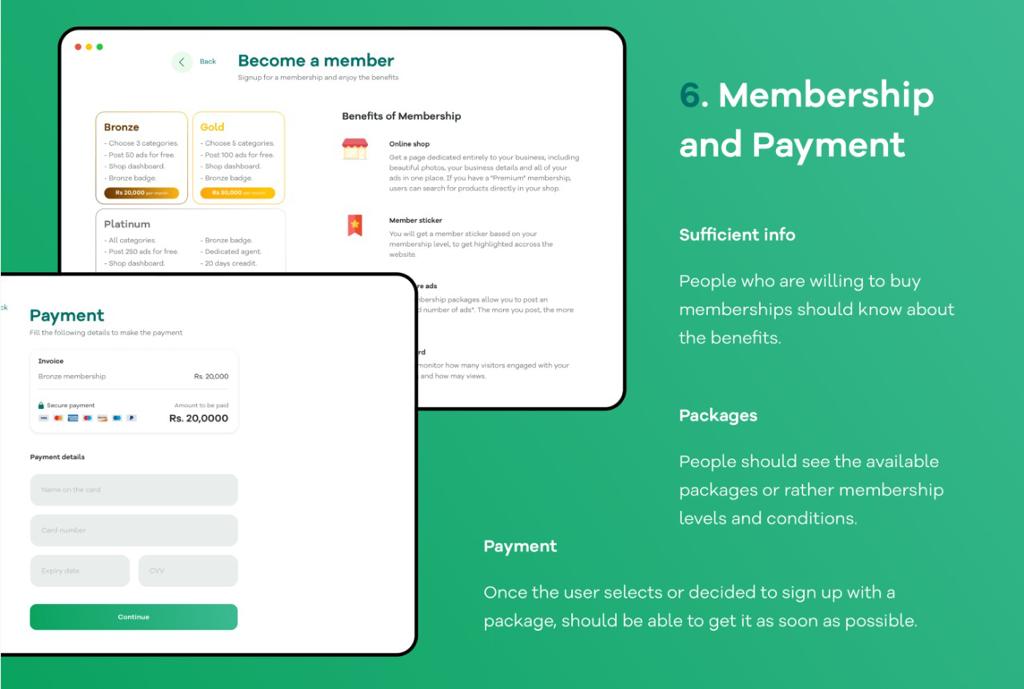 Back
Become a member
Signup for a membership and enjoy the benefits
Bronze
- Choose 3 categories.
- Post 50 ads for free.
- Shop dashboard.
- Bronze badge.
Rs 20,000 per month
Gold
- Choose 5 categories.
- Post 100 ads for free.
- Shop dashboard.
- Bronze badge.
Rs 50,000 per month
Platinum
- All categories.
- Post 250 ads for free.
- Shop dashboard.
- Bronze badge.
- Dedicated agent.
- 20 days creadit.
Benefits of Membership
Online shop
Get a page dedicated entirely to your business, including
beautiful photos, your business details and all of your
ads in one place. If you have a "Premium" membership,
users can search for products directly in your shop.
Member sticker
You will get a member sticker based on your
membership level, to get highlighted accross the
website.
re ads
bership packages allow you to post an
d number of ads*. The more you post, the more
rd
monitor how many visitors engaged with your
and how may views.
ck
Payment
Fill the following details to make the payment
Invoice
Bronze membership
Rs. 20,000
Secure payment
Amount to be paid
Rs. 20,0000
Payment details
Name on the card
Card number
Expiry date
CVV
Continue
6. Membership
and Payment
Sufficient info
People who are willing to buy
memberships should know about
the benefits.
Packages
People should see the available
packages or rather membership
levels and conditions.
Payment
Once the user selects or decided to sign up with a
package, should be able to get it as soon as possible.